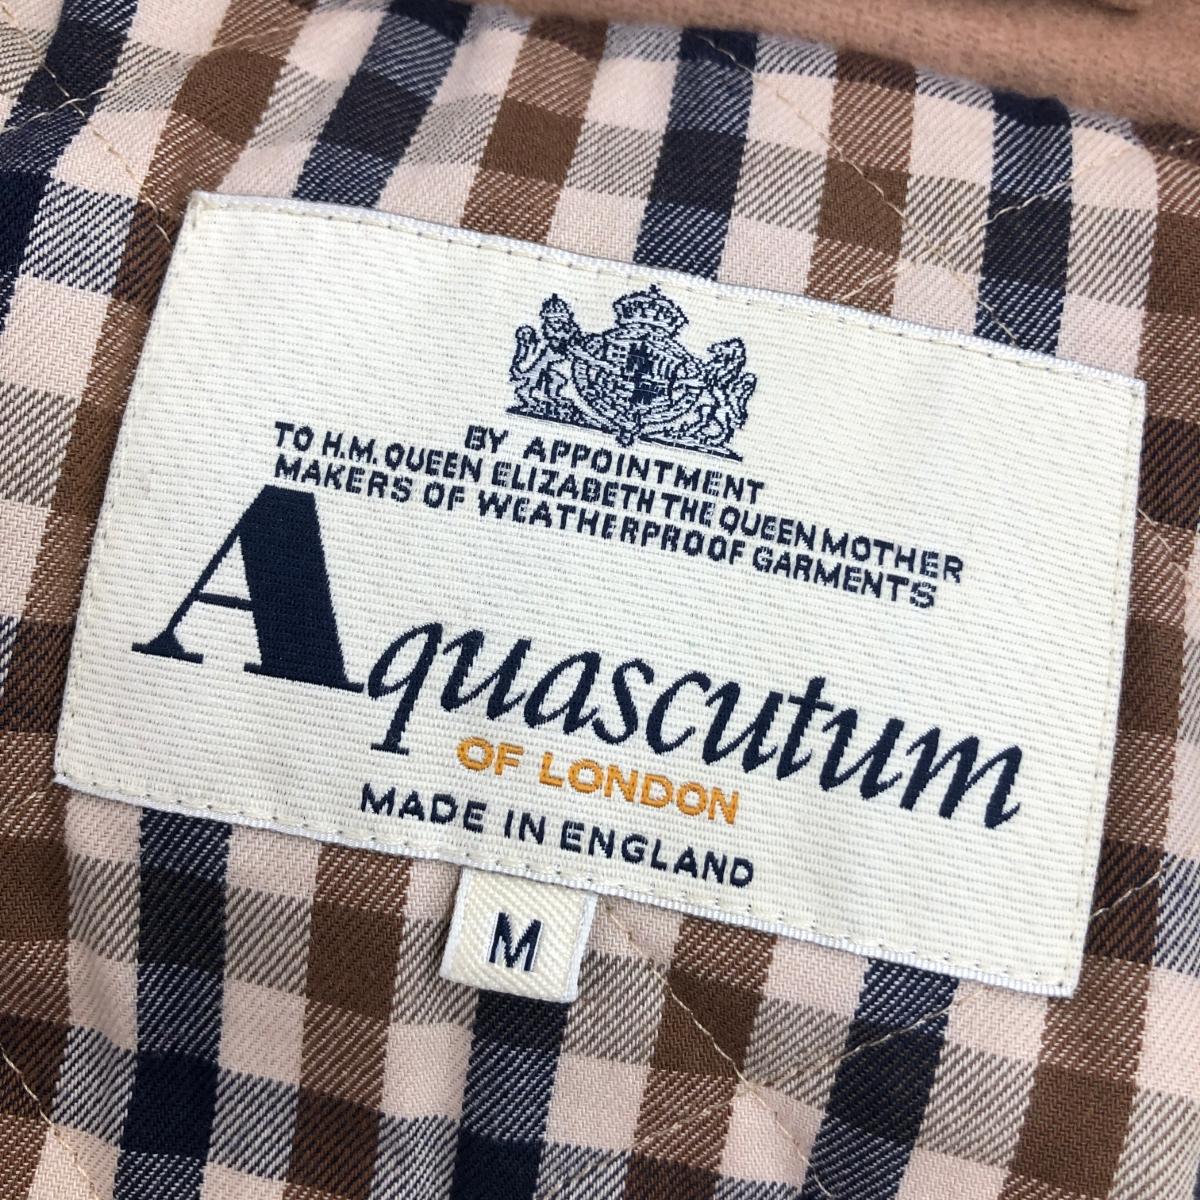 BY APPOINTMENT
TO H.M. QUEEN ELIZABETH THE QUEEN MOTHER
MAKERS OF WEATHERPROOF GARMENTS
Aquascutum
OF LONDON
MADE IN ENGLAND
M